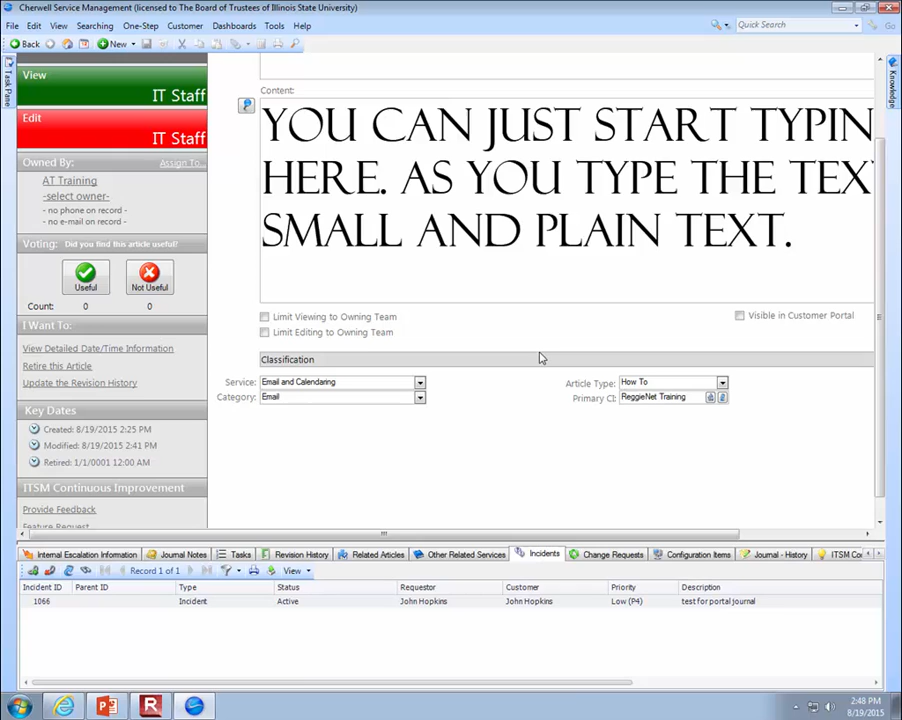 Cherwell Service Management (licensed to The Board of Trustees of Illinois State University)
File Edit View Searching One-Step Customer Dashboards Tools Help
Quick Search
Go
Back New
Task Pane
Knowledge
View
IT Staff
Edit
IT Staff
Owned By: Assign To...
AT Training
-select owner-
- no phone on record -
- no e-mail on record -
Voting: Did you find this article useful?
Useful Not Useful
Count: 0 0
I Want To:
View Detailed Date/Time Information
Retire this Article
Update the Revision History
Key Dates
Created: 8/19/2015 2:25 PM
Modified: 8/19/2015 2:41 PM
Retired: 1/1/0001 12:00 AM
ITSM Continuous Improvement
Provide Feedback
Feature Request
Content:
YOU CAN JUST START TYPIN
HERE. AS YOU TYPE THE TEX
SMALL AND PLAIN TEXT.
Limit Viewing to Owning Team
Visible in Customer Portal
Limit Editing to Owning Team
Classification
Service: Email and Calendaring
Article Type: How To
Category: Email
Primary CI: ReggieNet Training
Internal Escalation Information Journal Notes Tasks Revision History Related Articles Other Related Services Incidents Change Requests Configuration Items Journal - History ITSM Co
Record 1 of 1 View
Incident ID Parent ID Type Status Requestor Customer Priority Description
1066 Incident Active John Hopkins John Hopkins Low (P4) test for portal journal
2:48 PM
8/19/2015